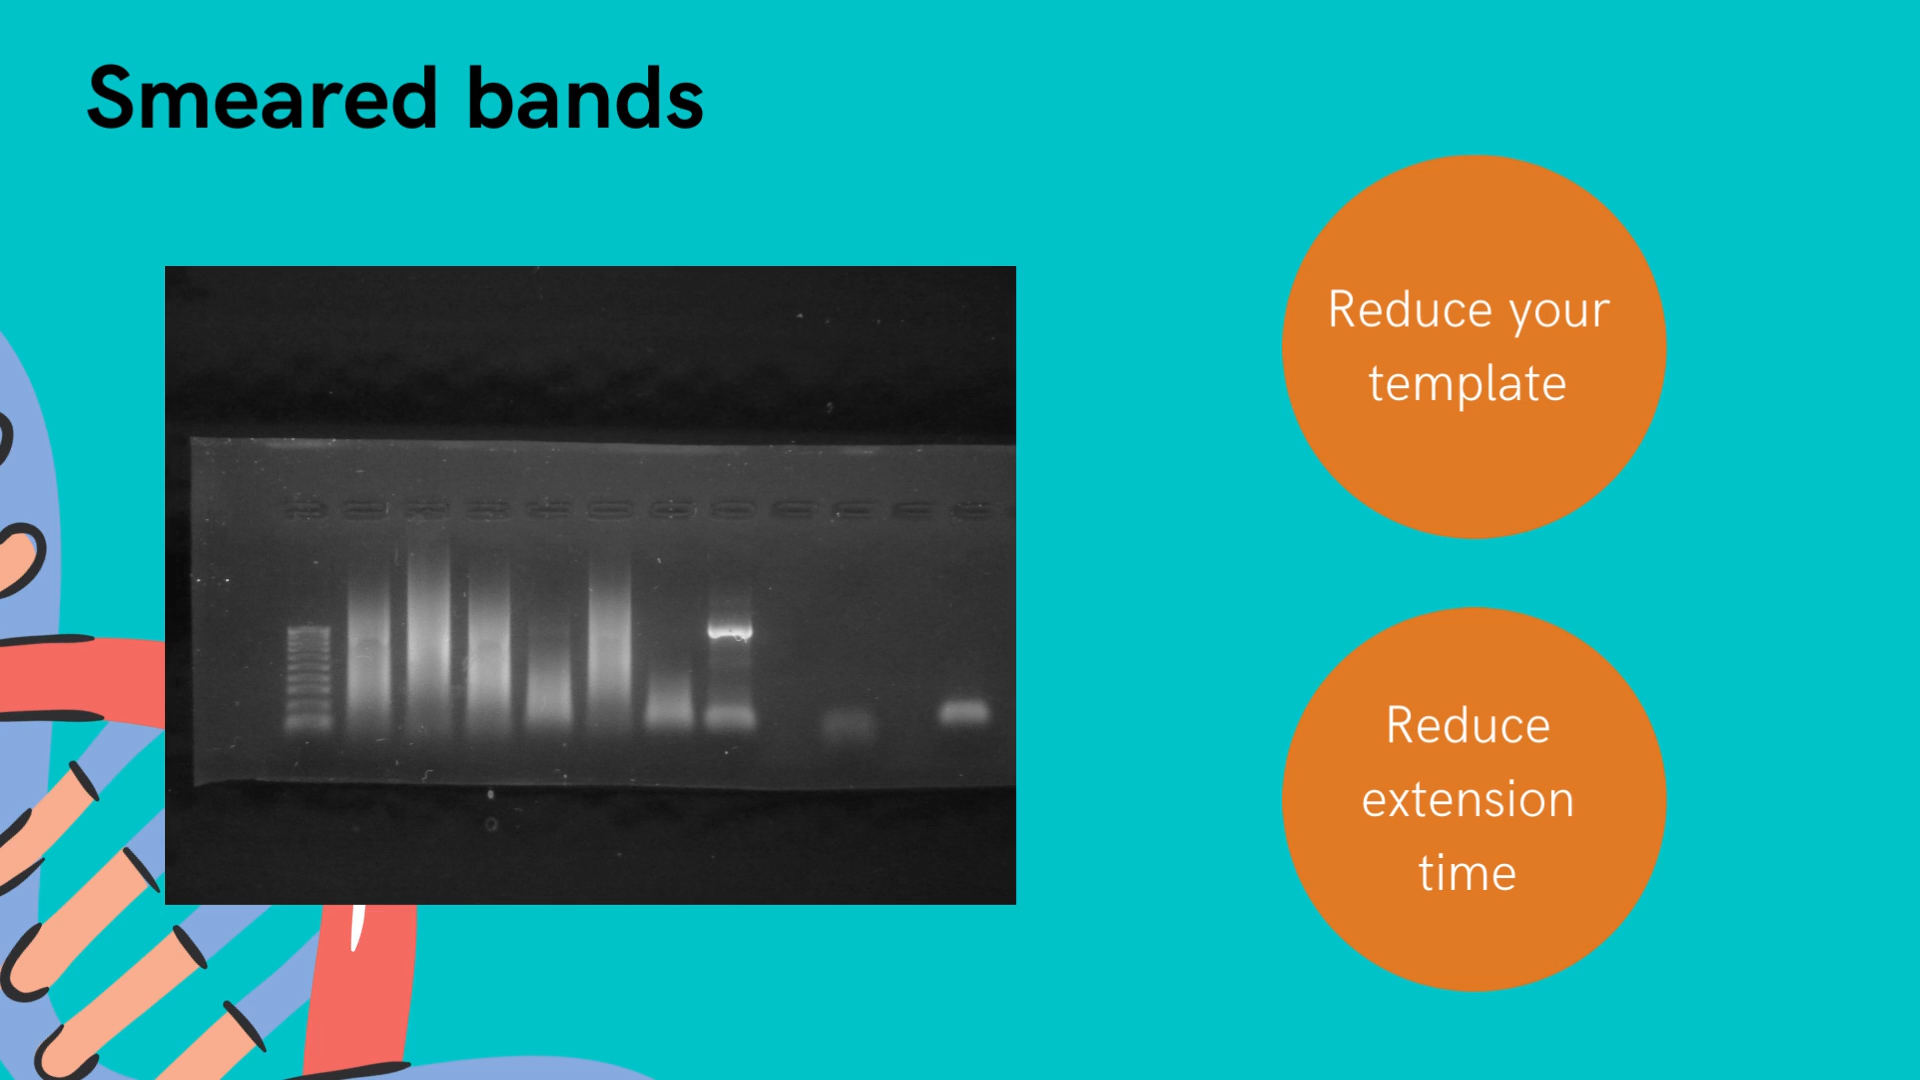 Smeared bands
Reduce your
template
Reduce
extension
time